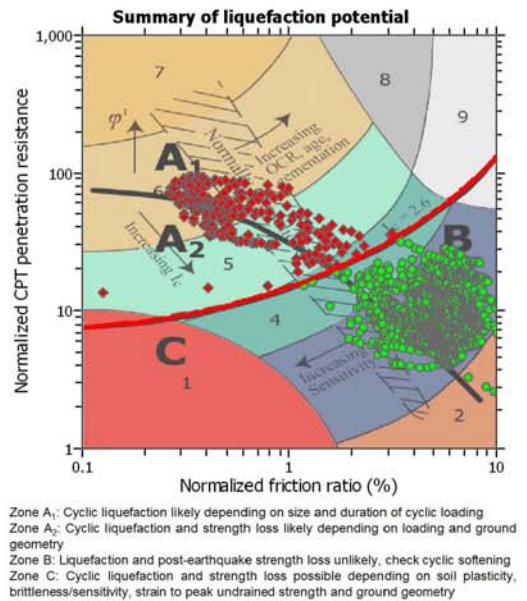 Summary of liquefaction potential
1,000
100
10
1
Normalized CPT penetration resistance
7
8
9
φ'
A1
Increasing
OCR, age,
cementation
6
A2
Increasing Ic
5
= 2.6
B
4
C
1
Increasing
Sensitivity
2
0.1
1
10
Normalized friction ratio (%)
Zone A1: Cyclic liquefaction likely depending on size and duration of cyclic loading
Zone A2: Cyclic liquefaction and strength loss likely depending on loading and ground
geometry
Zone B: Liquefaction and post-earthquake strength loss unlikely, check cyclic softening
Zone C: Cyclic liquefaction and strength loss possible depending on soil plasticity,
brittleness/sensitivity, strain to peak undrained strength and ground geometry